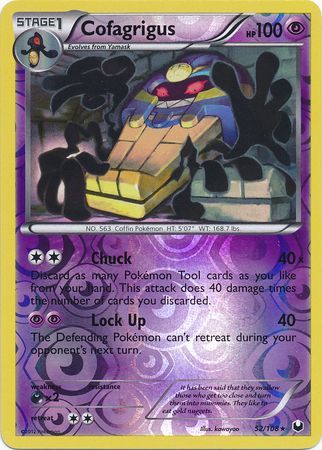 STAGE1
Cofagrigus
HP100
Evolves from Yamask
NO. 563 Coffin Pokémon HT: 5'07" WT: 168.7 lbs.
Chuck 40×
Discard as many Pokémon Tool cards as you like
from your hand. This attack does 40 damage times
the number of cards you discarded.
Lock Up 40
The Defending Pokémon can't retreat during your
opponent's next turn.
weakness
resistance
×2
retreat
It has been said that they swallow
those who get too close and turn
them into mummies. They like to
eat gold nuggets.
Illus. kawayoo
52/108